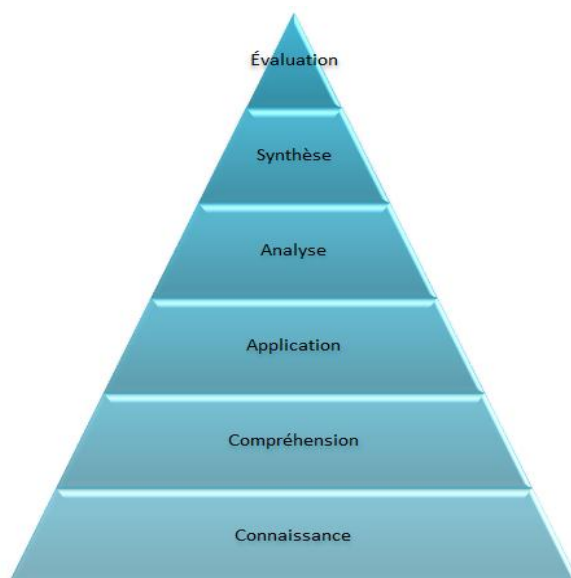 Évaluation
Synthèse
Analyse
Application
Compréhension
Connaissance